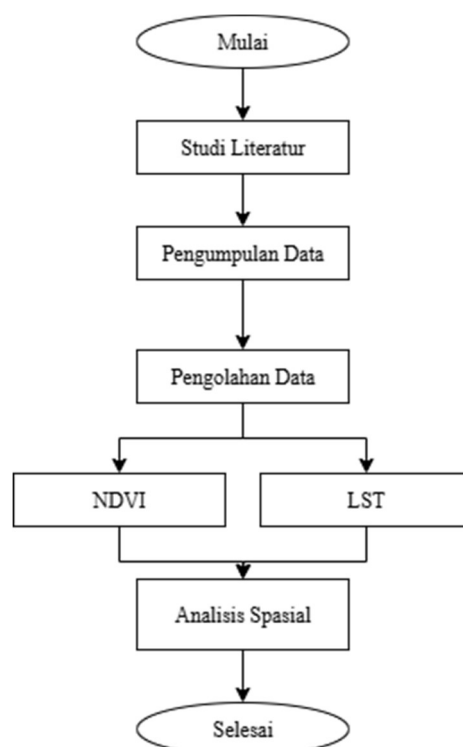 Mulai
Studi Literatur
Pengumpulan Data
Pengolahan Data
NDVI
LST
Analisis Spasial
Selesai